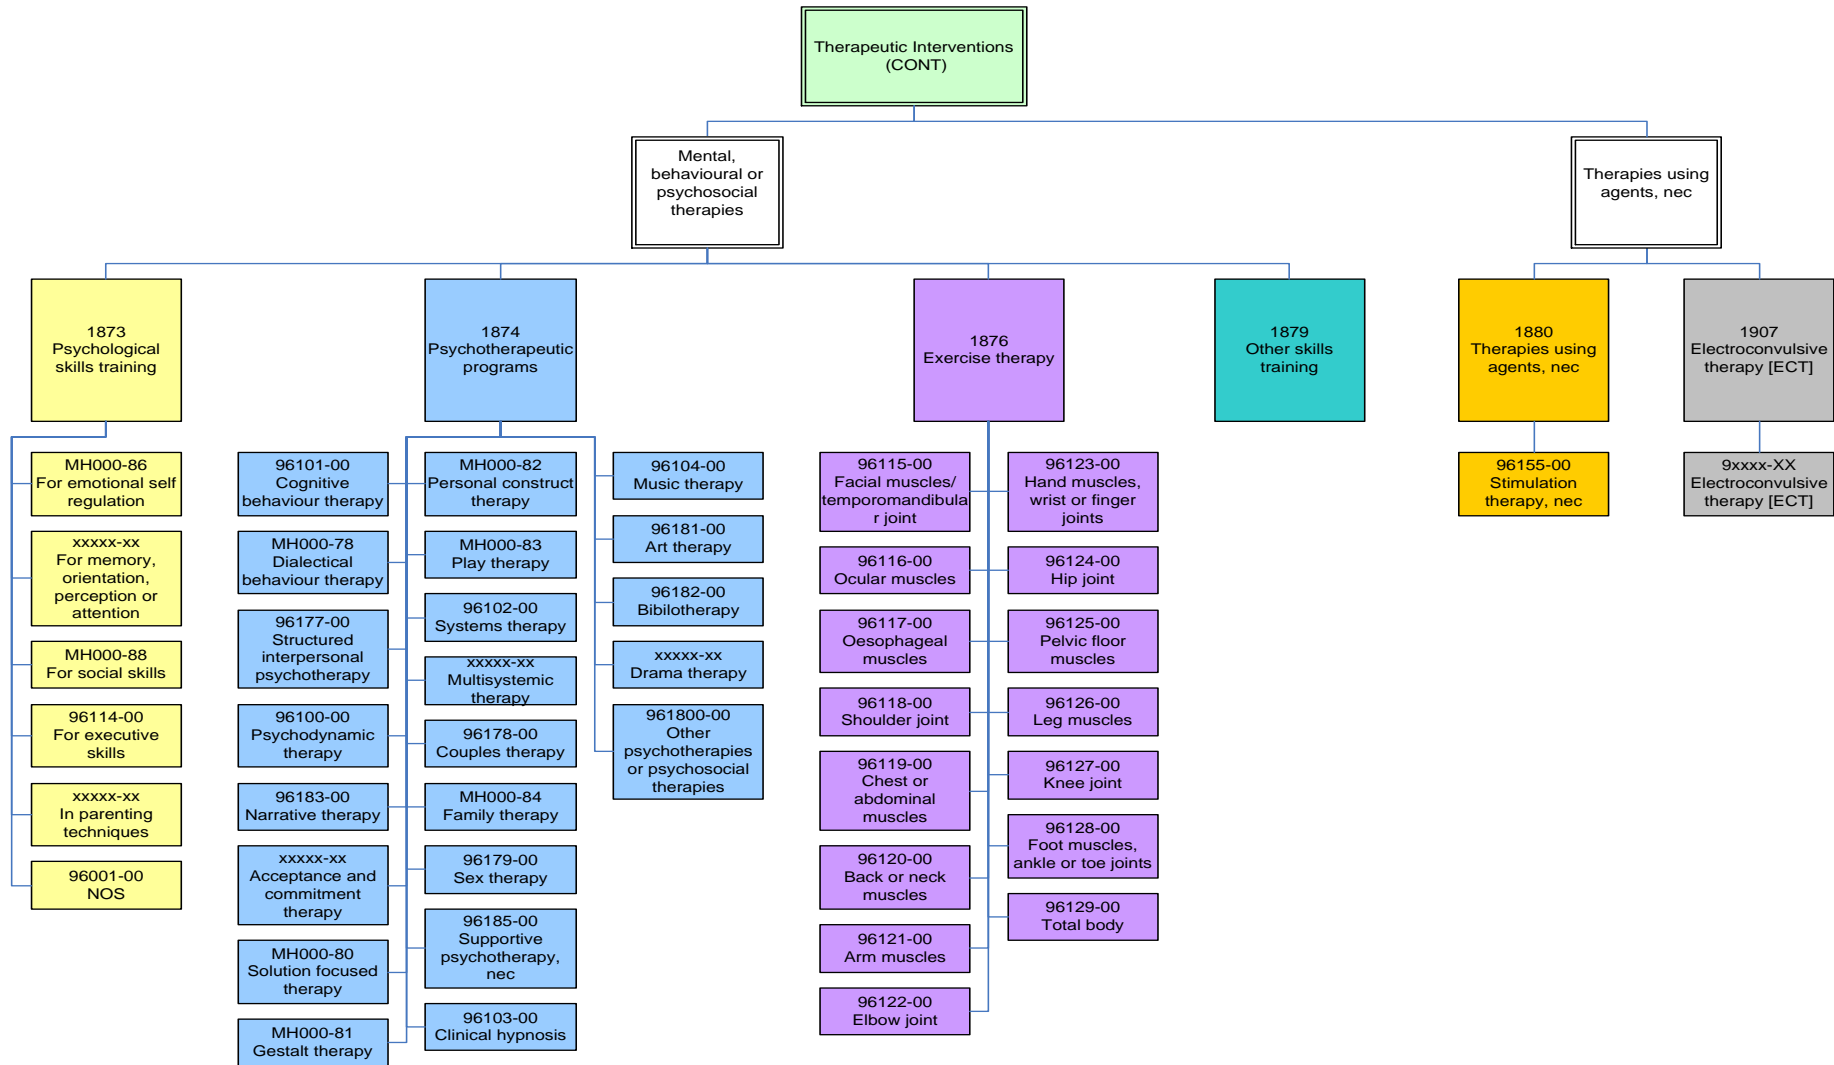 Therapeutic Interventions
(CONT)
Mental,
behavioural or
psychosocial
therapies
Therapies using
agents, nec
1873
Psychological
skills training
1874
Psychotherapeutic
programs
1876
Exercise therapy
1879
Other skills
training
1880
Therapies using
agents, nec
1907
Electroconvulsive
therapy [ECT]
MH000-86
For emotional self
regulation
xxxxx-xx
For memory,
orientation,
perception or
attention
MH000-88
For social skills
96114-00
For executive
skills
xxxxx-xx
In parenting
techniques
96001-00
NOS
96101-00
Cognitive
behaviour therapy
MH000-78
Dialectical
behaviour therapy
96177-00
Structured
interpersonal
psychotherapy
96100-00
Psychodynamic
therapy
96183-00
Narrative therapy
xxxxx-xx
Acceptance and
commitment
therapy
MH000-80
Solution focused
therapy
MH000-81
Gestalt therapy
MH000-82
Personal construct
therapy
MH000-83
Play therapy
96102-00
Systems therapy
xxxxx-xx
Multisystemic
therapy
96178-00
Couples therapy
MH000-84
Family therapy
96179-00
Sex therapy
96185-00
Supportive
psychotherapy,
nec
96103-00
Clinical hypnosis
96104-00
Music therapy
96181-00
Art therapy
96182-00
Bibilotherapy
xxxxx-xx
Drama therapy
961800-00
Other
psychotherapies
or psychosocial
therapies
96115-00
Facial muscles/
temporomandibula
r joint
96116-00
Ocular muscles
96117-00
Oesophageal
muscles
96118-00
Shoulder joint
96119-00
Chest or
abdominal
muscles
96120-00
Back or neck
muscles
96121-00
Arm muscles
96122-00
Elbow joint
96123-00
Hand muscles,
wrist or finger
joints
96124-00
Hip joint
96125-00
Pelvic floor
muscles
96126-00
Leg muscles
96127-00
Knee joint
96128-00
Foot muscles,
ankle or toe joints
96129-00
Total body
96155-00
Stimulation
therapy, nec
9xxxx-XX
Electroconvulsive
therapy [ECT]